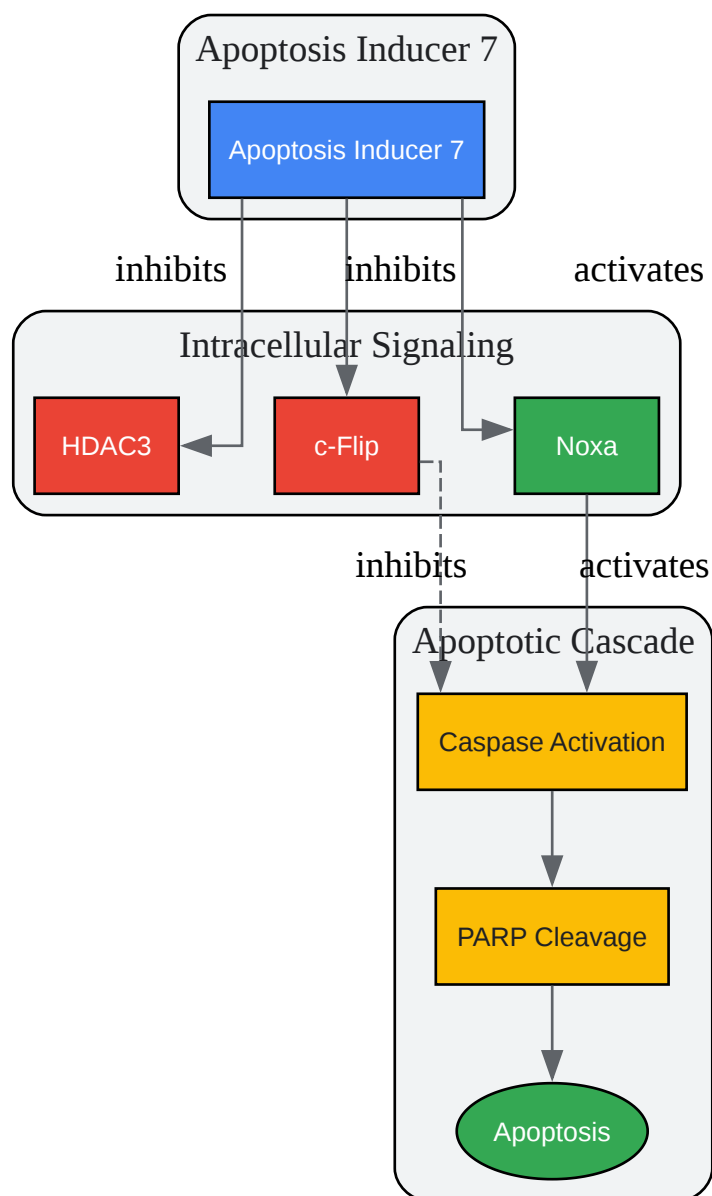 Apoptosis Inducer 7
Apoptosis Inducer 7
inhibits
inhibits
activates
Intracellular Signaling
HDAC3
c-Flip
Noxa
inhibits
activates
Apoptotic Cascade
Caspase Activation
PARP Cleavage
Apoptosis